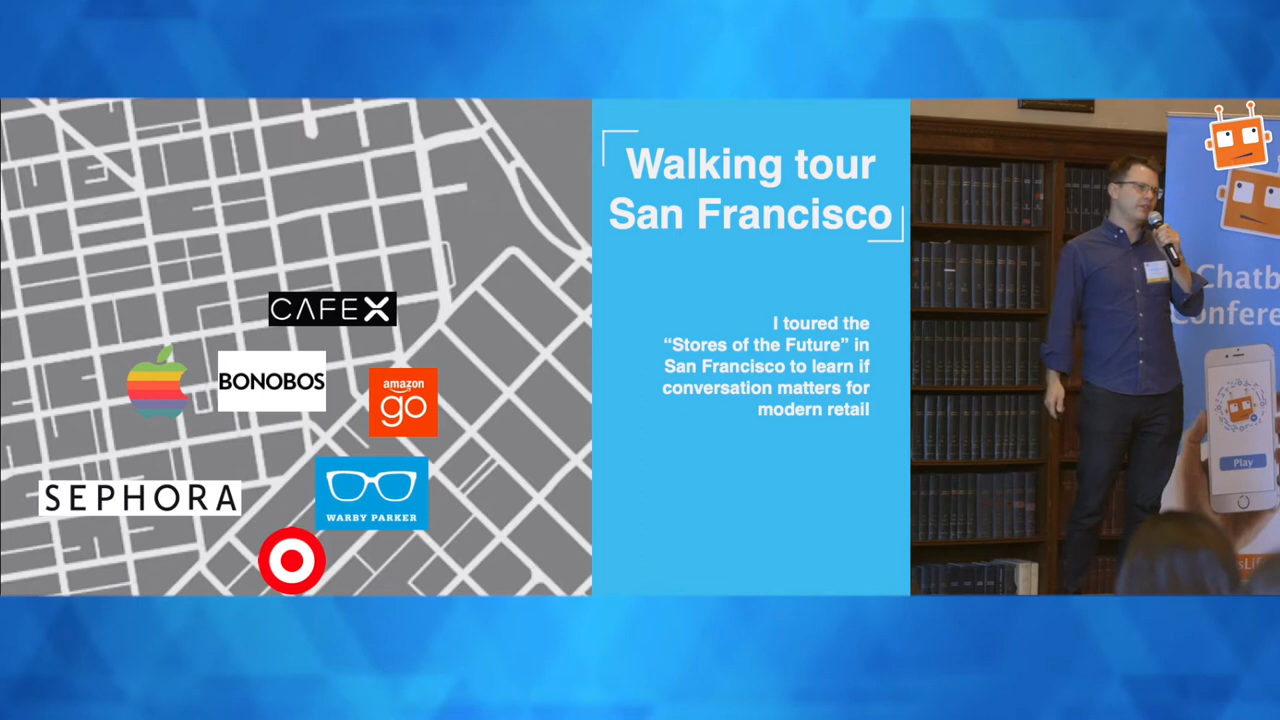 CAFE X
BONOBOS
amazon
go
SEPHORA
WARBY PARKER
Walking tour
San Francisco
I toured the
“Stores of the Future” in
San Francisco to learn if
conversation matters for
modern retail
Chatb
Confere
Play
sLif